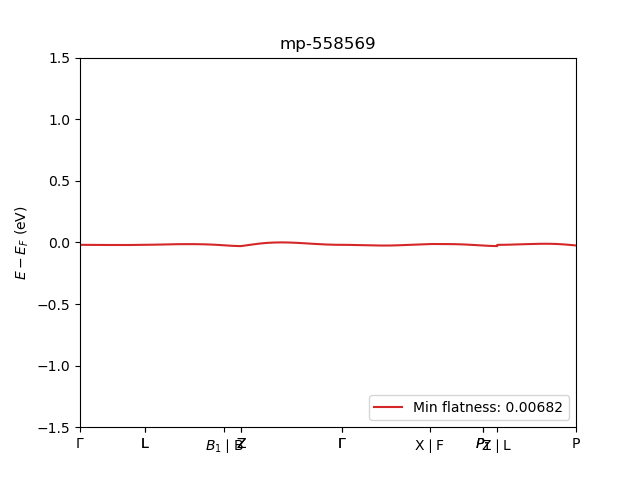 mp-558569
1.5
1.0
0.5
0.0
−0.5
−1.0
−1.5
E − E_F (eV)
Min flatness: 0.00682
Γ L B₁ | B Z Γ X | F P₁ Z | L P